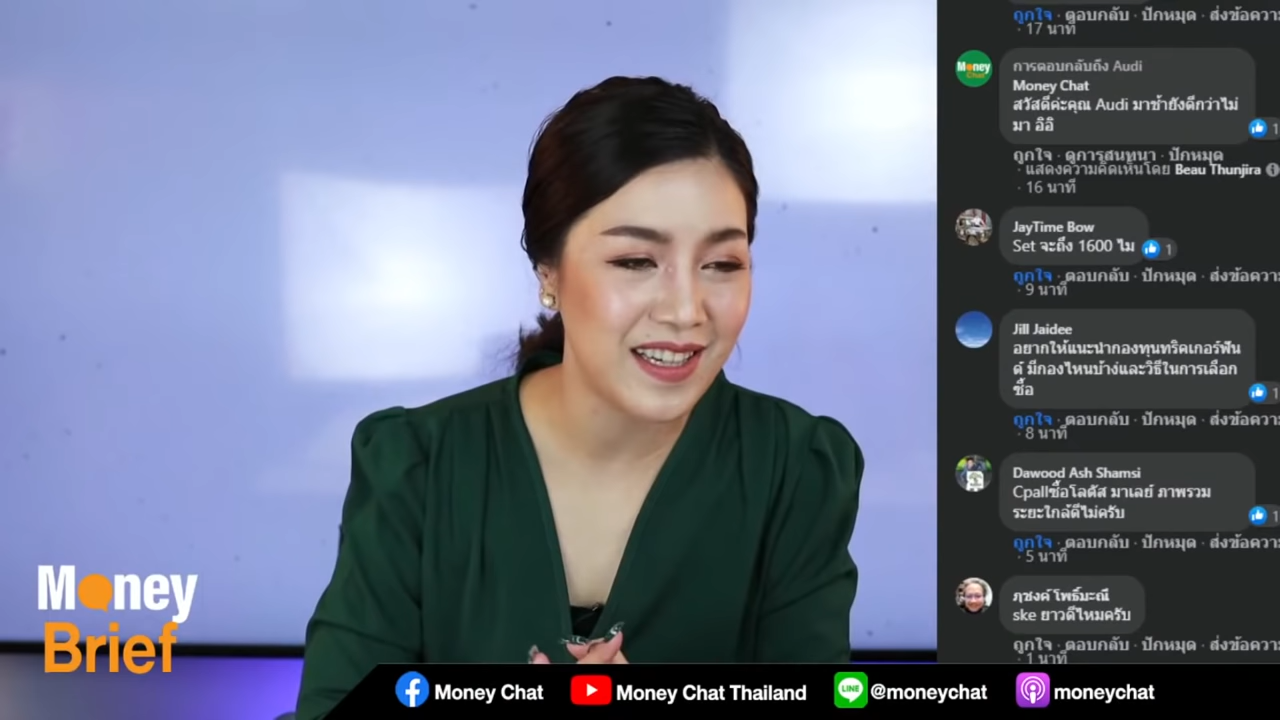 ถูกใจ · ตอบกลับ · ปักหมุด · ส่งข้อความ
· 17 นาที
Money Chat
การตอบกลับถึง Audi
Money Chat
สวัสดีค่ะคุณ Audi มาช้ายังดีกว่าไม่
มา อิอิ
1
ถูกใจ · ดูการสนทนา · ปักหมุด
· แสดงความคิดเห็นโดย Beau Thunjira
· 16 นาที
JayTime Bow
Set จะถึง 1600 ไม
1
ถูกใจ · ตอบกลับ · ปักหมุด · ส่งข้อความ
· 9 นาที
Jill Jaidee
อยากให้แนะนำกองทุนทริคเกอร์ฟัน
ด์ มีกองไหนบ้าง่และวิธีในการเลือก
ซื้อ
1
ถูกใจ · ตอบกลับ · ปักหมุด · ส่งข้อความ
· 8 นาที
Dawood Ash Shamsi
Cpallซื้อโลตัส มาเลย์ ภาพรวม
ระยะใกล้ดีไม่ครับ
1
ถูกใจ · ตอบกลับ · ปักหมุด · ส่งข้อความ
· 5 นาที
ภุชงค์ โพธิ์มะณี
ske ยาวดีไหมครับ
ถูกใจ · ตอบกลับ · ปักหมุด · ส่งข้อความ
· 1 นาที
Money
Brief
Money Chat
Money Chat Thailand
LINE
@moneychat
moneychat